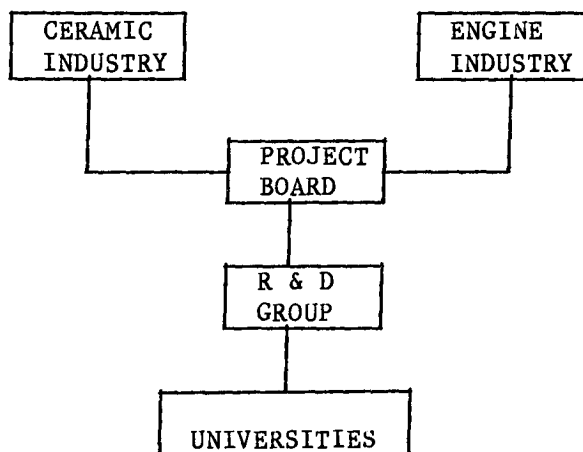 CERAMIC
INDUSTRY
ENGINE
INDUSTRY
PROJECT
BOARD
R & D
GROUP
UNIVERSITIES